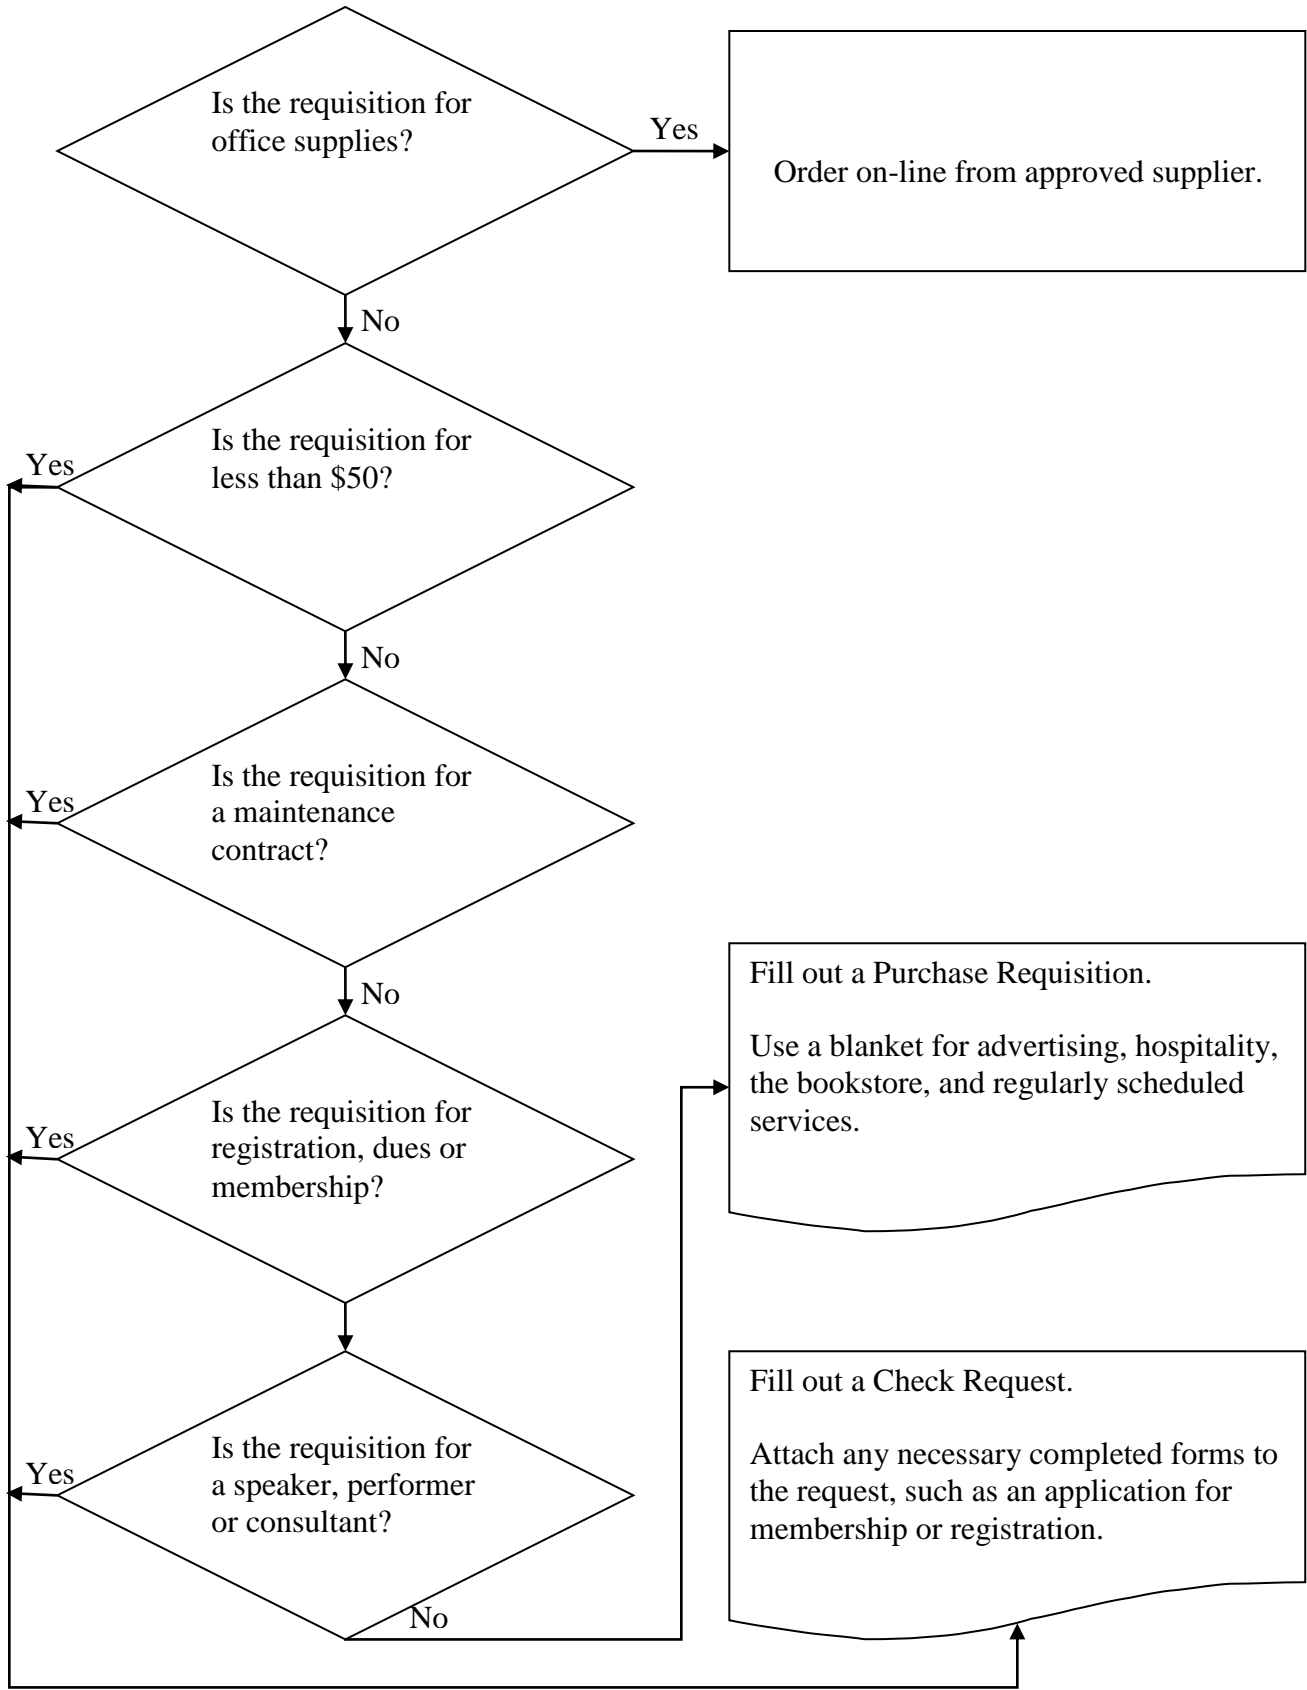 Is the requisition for
office supplies?
Yes
Order on-line from approved supplier.
No
Is the requisition for
less than $50?
Yes
No
Is the requisition for
a maintenance
contract?
Yes
No
Fill out a Purchase Requisition.
Use a blanket for advertising, hospitality,
the bookstore, and regularly scheduled
services.
Is the requisition for
registration, dues or
membership?
Yes
Fill out a Check Request.
Attach any necessary completed forms to
the request, such as an application for
membership or registration.
Is the requisition for
a speaker, performer
or consultant?
Yes
No